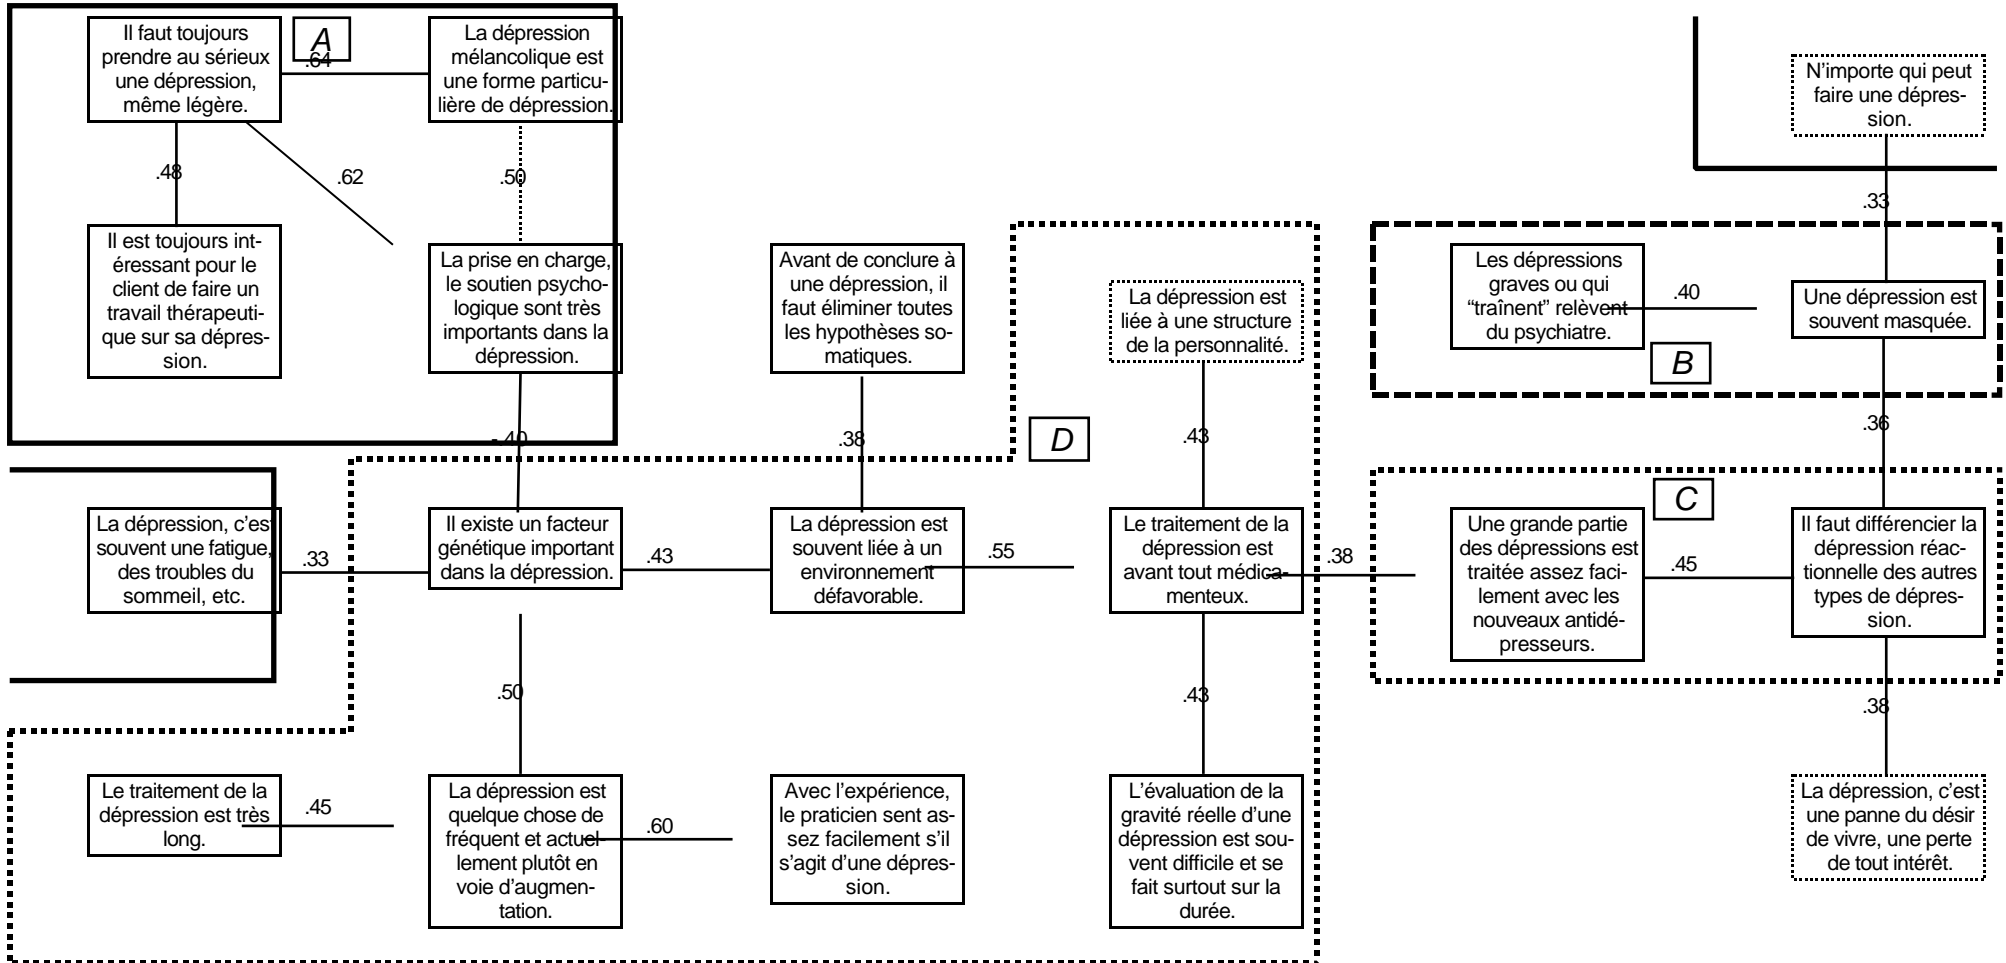 Il faut toujours
prendre au sérieux
une dépression,
même légère.
A
.64
La dépression
mélancolique est
une forme particu-
lière de dépression.
N'importe qui peut
faire une dépres-
sion.
.48
.62
.50
.33
Il est toujours int-
éressant pour le
client de faire un
travail thérapeuti-
que sur sa dépres-
sion.
La prise en charge,
le soutien psycho-
logique sont très
importants dans la
dépression.
Avant de conclure à
une dépression, il
faut éliminer toutes
les hypothèses so-
matiques.
La dépression est
liée à une structure
de la personnalité.
Les dépressions
graves ou qui
“traînent” relèvent
du psychiatre.
.40
Une dépression est
souvent masquée.
B
-.40
.38
D
.43
.36
La dépression, c'est
souvent une fatigue,
des troubles du
sommeil, etc.
.33
Il existe un facteur
génétique important
dans la dépression.
.43
La dépression est
souvent liée à un
environnement
défavorable.
.55
Le traitement de la
dépression est
avant tout médica-
menteux.
.38
Une grande partie
des dépressions est
traitée assez faci-
lement avec les
nouveaux antidé-
presseurs.
C
.45
Il faut différencier la
dépression réac-
tionnelle des autres
types de dépres-
sion.
.50
.43
.38
Le traitement de la
dépression est très
long.
.45
La dépression est
quelque chose de
fréquent et actuel-
lement plutôt en
voie d'augmen-
tation.
.60
Avec l'expérience,
le praticien sent as-
sez facilement s'il
s'agit d'une dépres-
sion.
L'évaluation de la
gravité réelle d'une
dépression est sou-
vent difficile et se
fait surtout sur la
durée.
La dépression, c'est
une panne du désir
de vivre, une perte
de tout intérêt.